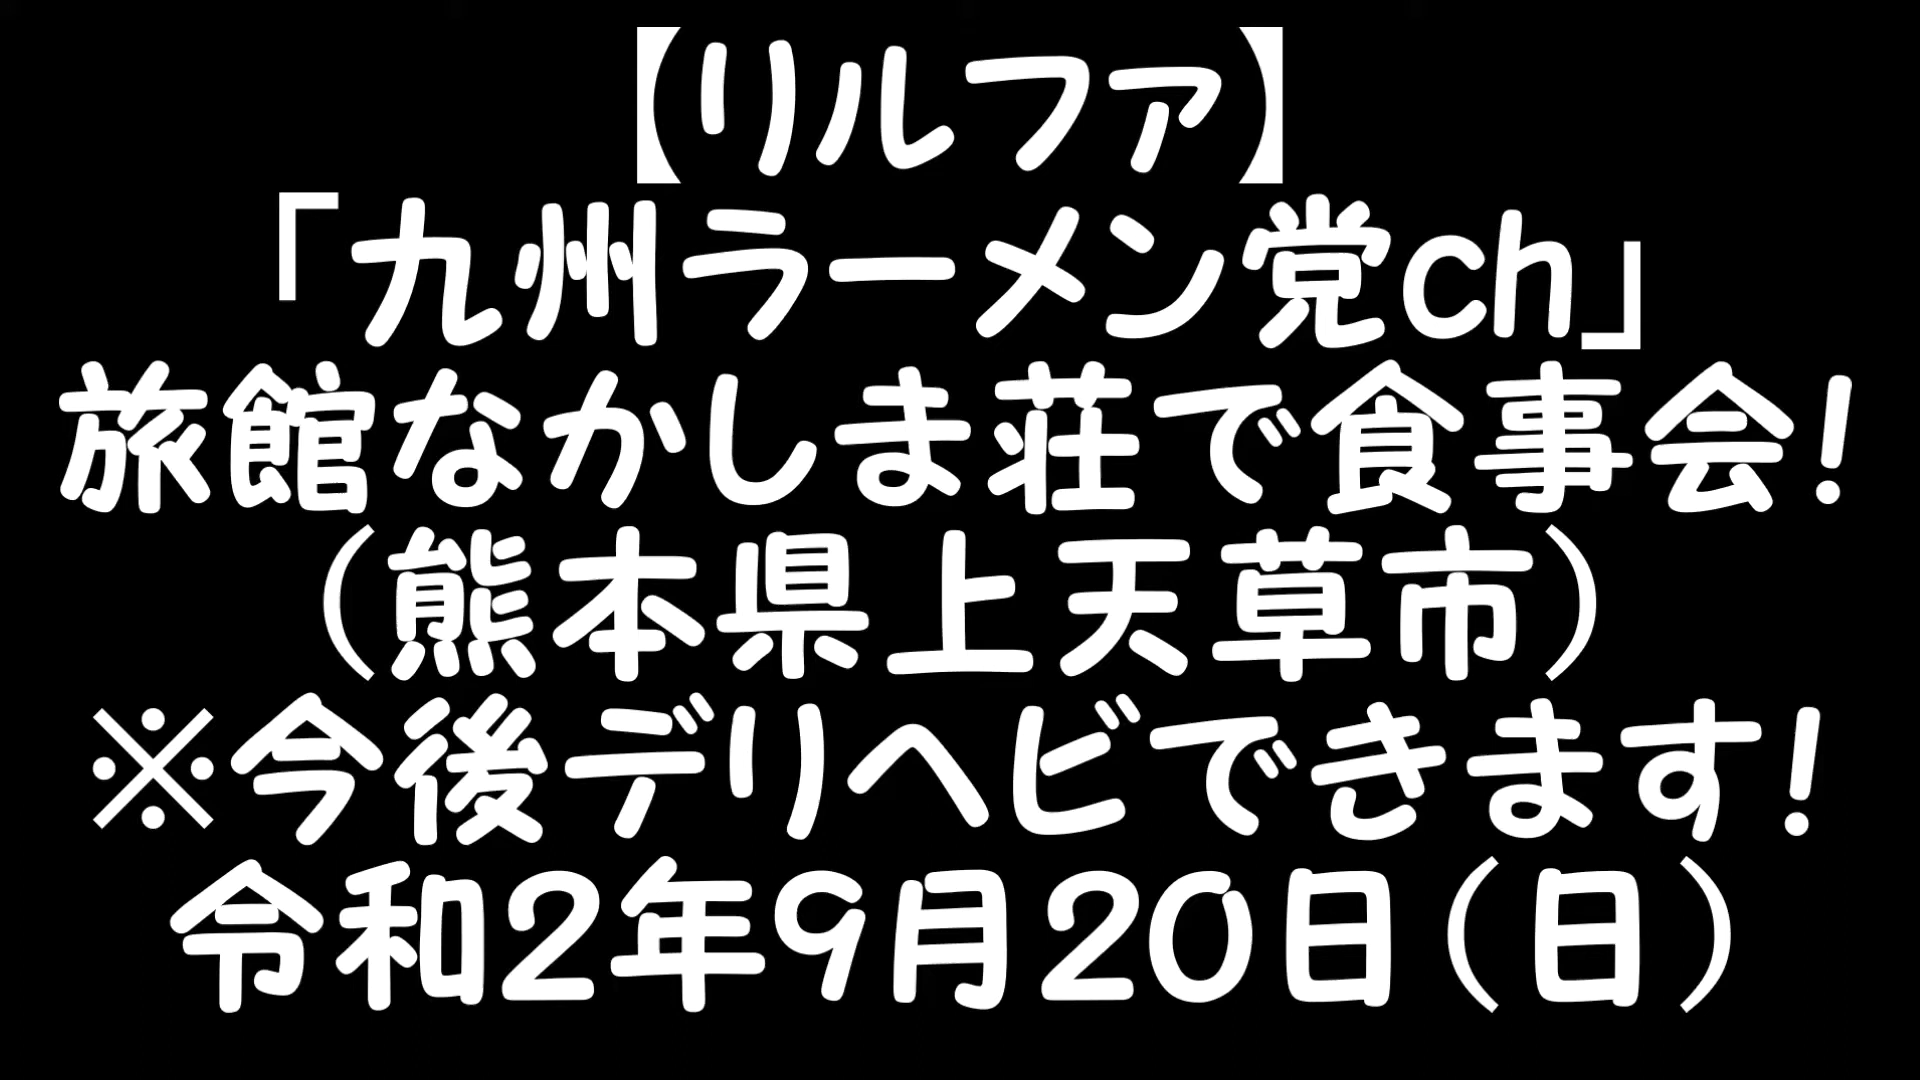 【リルファ】
「九州ラーメン党ch」
旅館なかしま荘で食事会！
（熊本県上天草市）
※今後デリヘビできます！
令和2年9月20日（日）